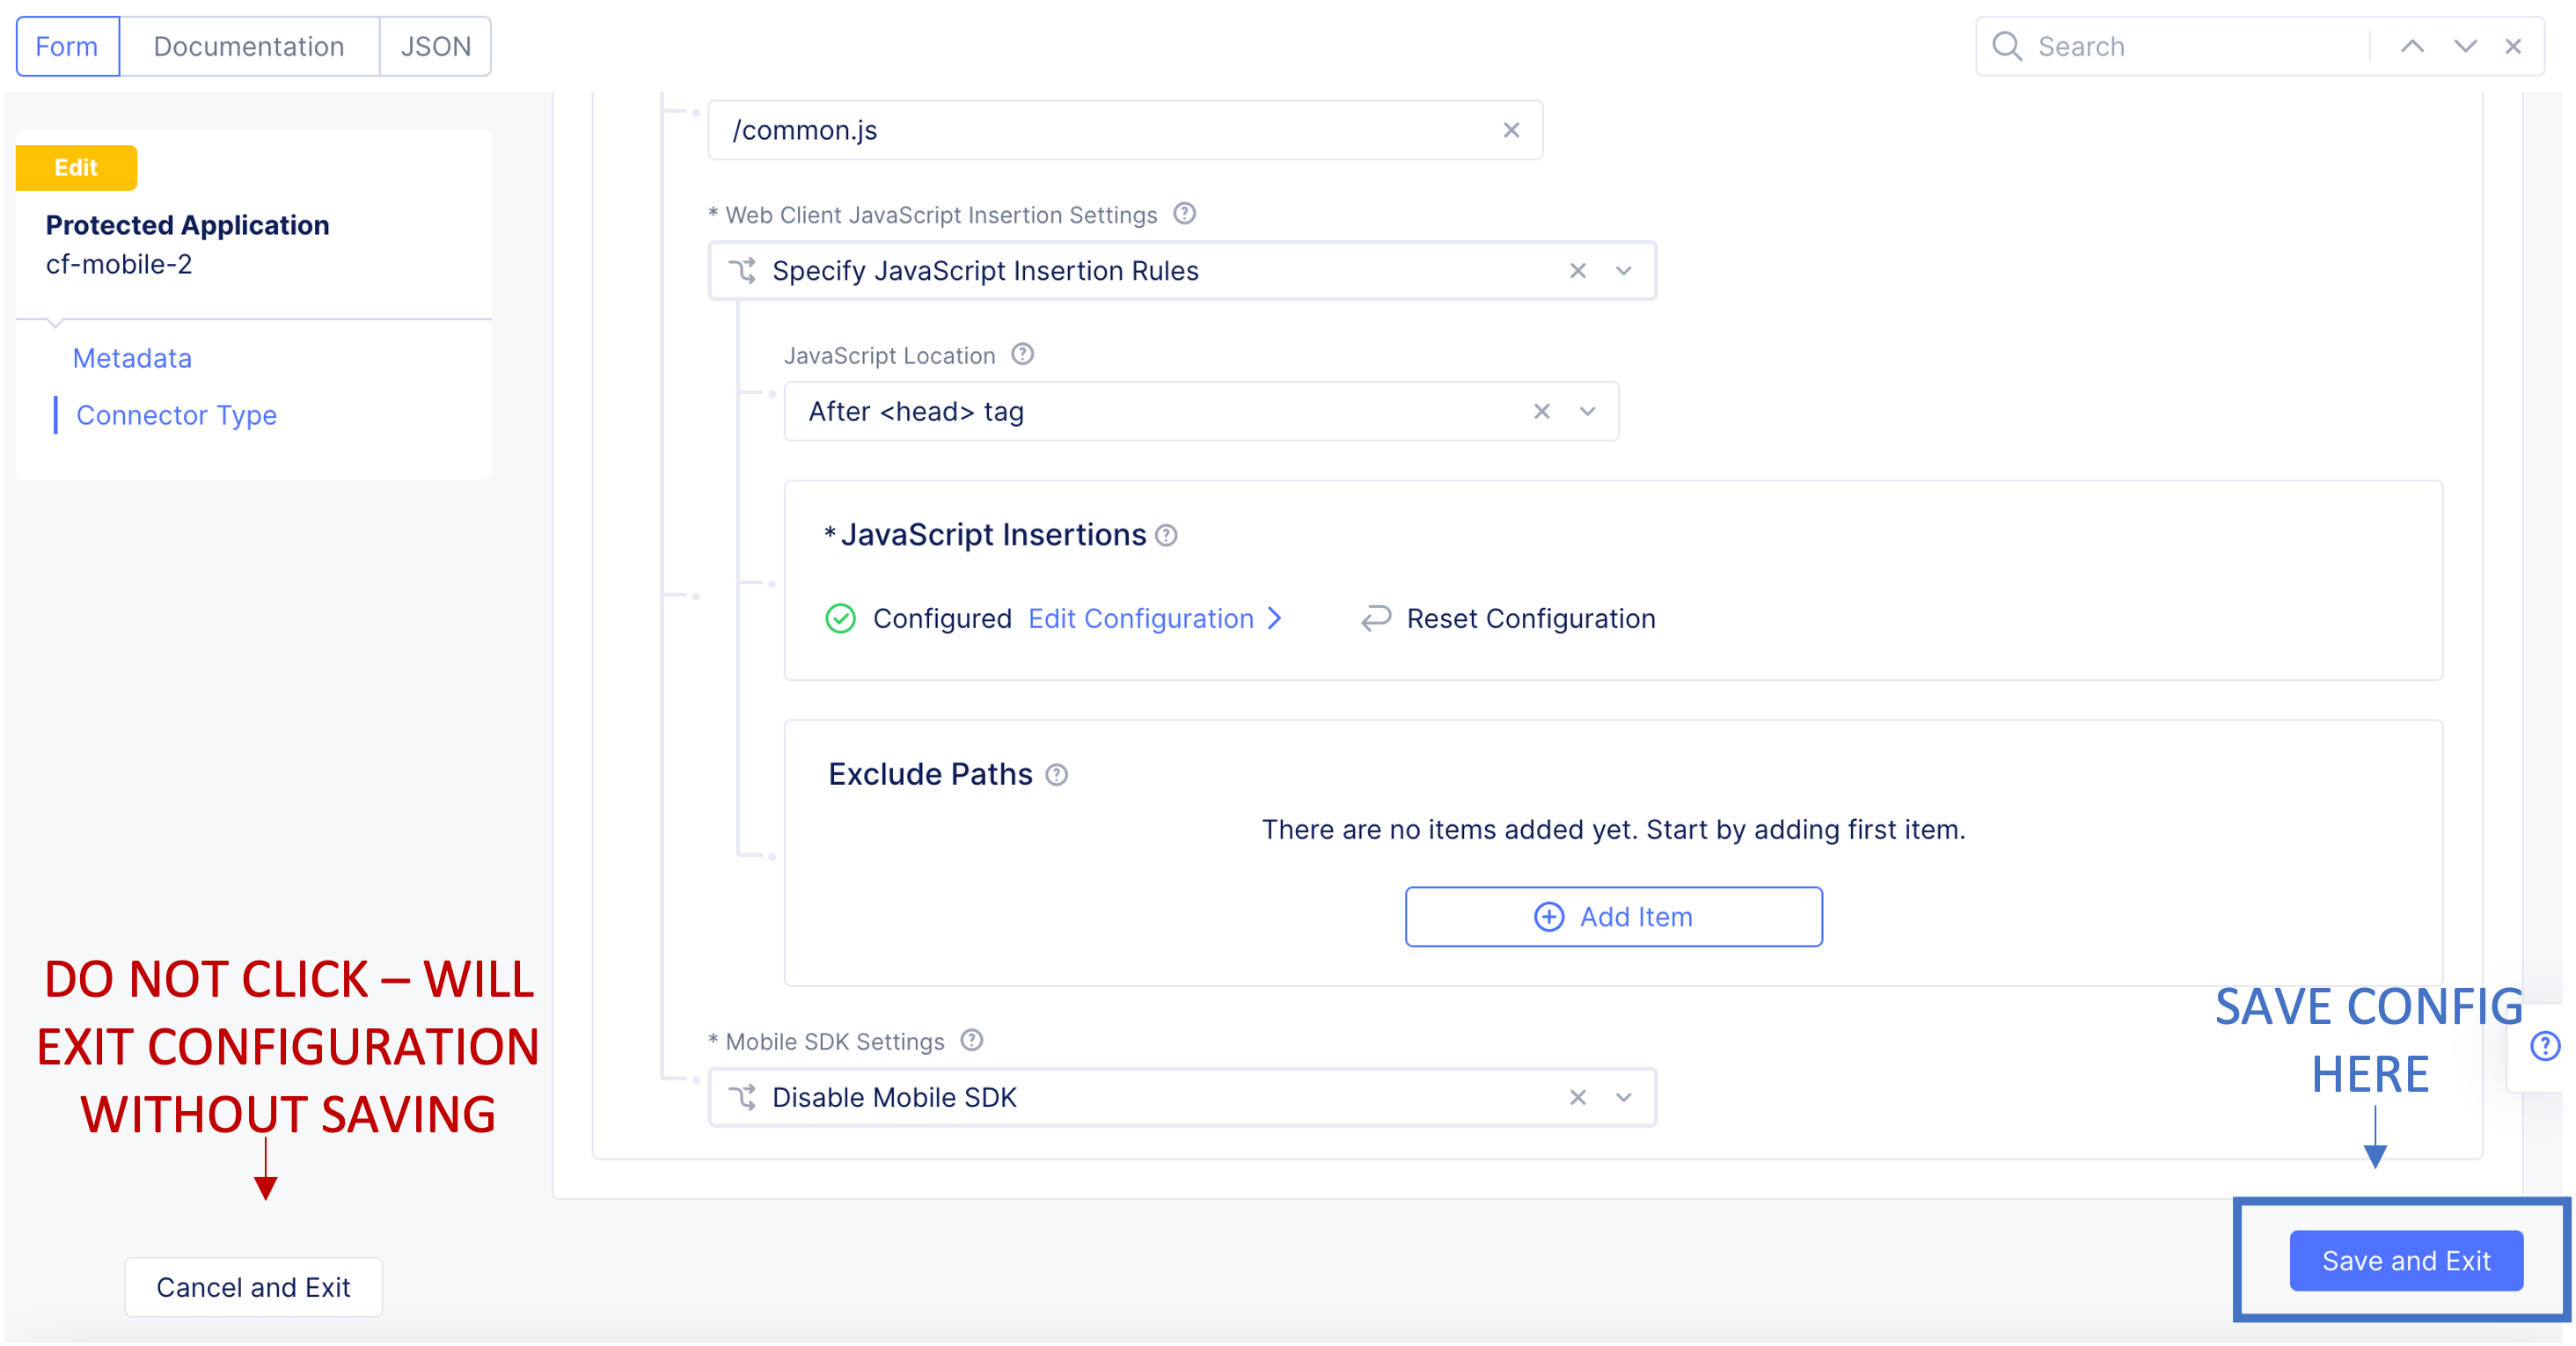 Form Documentation JSON
Search
Edit
Protected Application
cf-mobile-2
Metadata
Connector Type
/common.js
* Web Client JavaScript Insertion Settings
Specify JavaScript Insertion Rules
JavaScript Location
After <head> tag
* JavaScript Insertions
Configured Edit Configuration Reset Configuration
Exclude Paths
There are no items added yet. Start by adding first item.
Add Item
* Mobile SDK Settings
Disable Mobile SDK
DO NOT CLICK – WILL
EXIT CONFIGURATION
WITHOUT SAVING
Cancel and Exit
SAVE CONFIG
HERE
Save and Exit